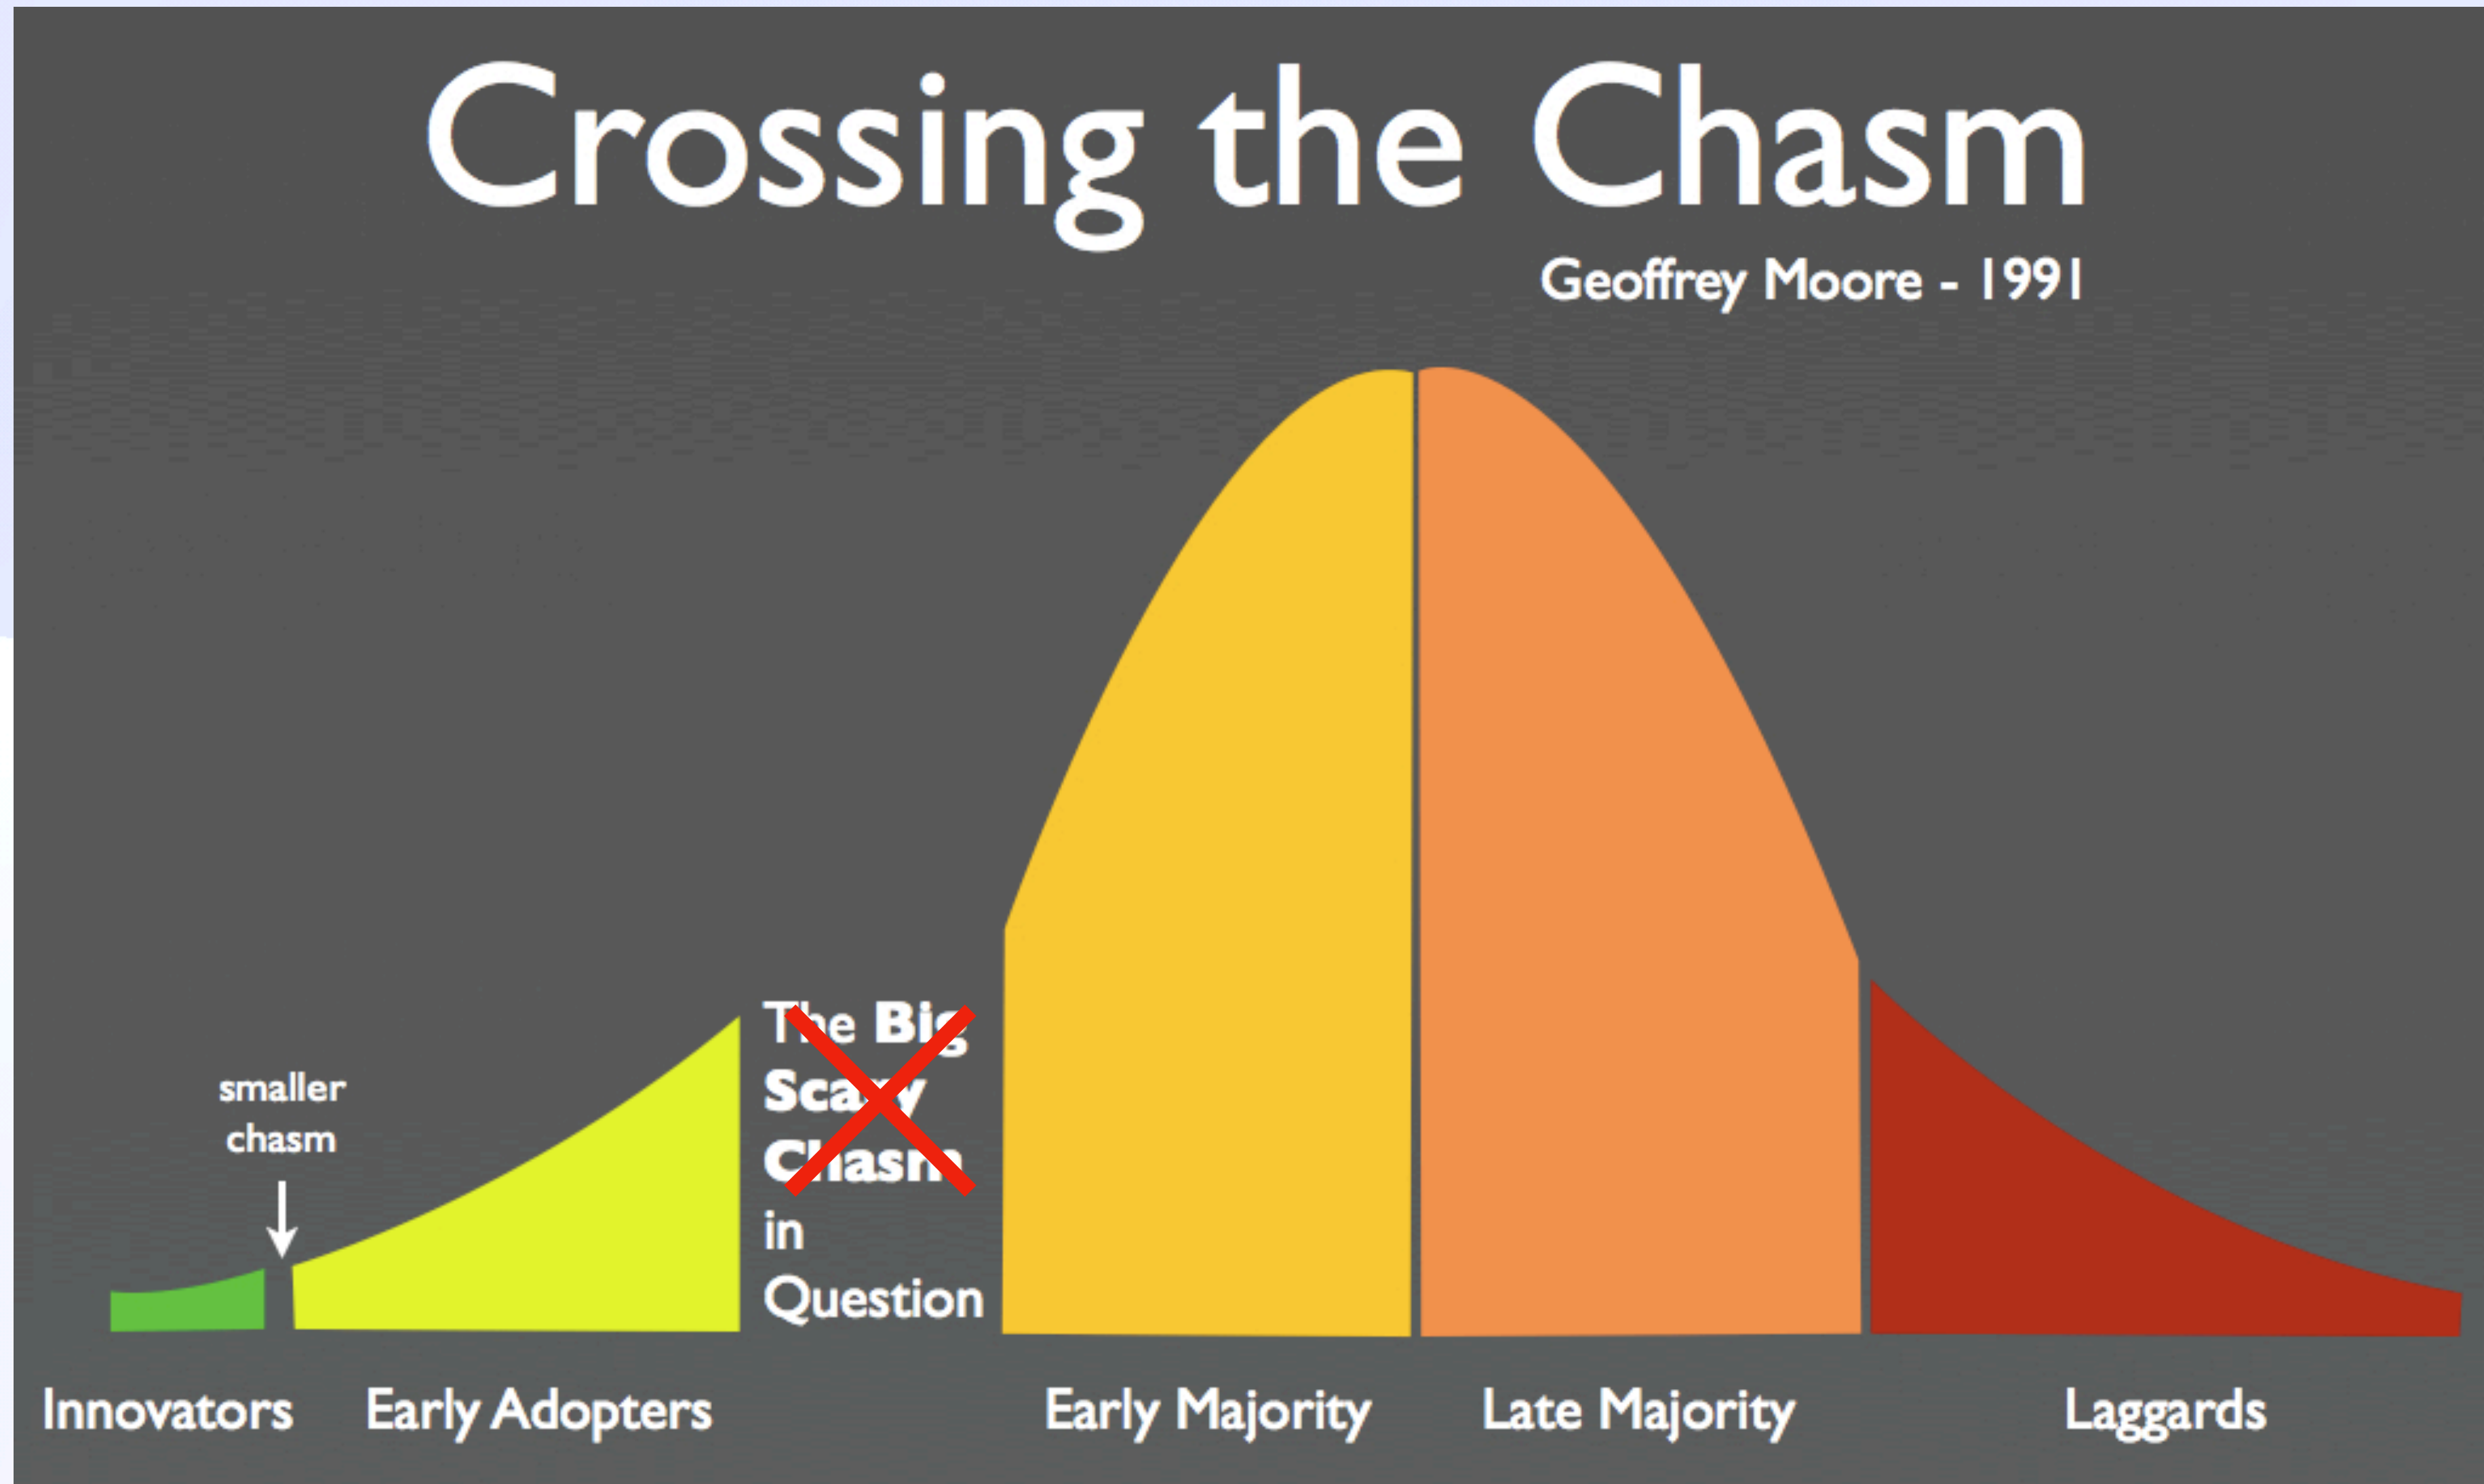 Crossing the Chasm
Geoffrey Moore - 1991
The Big
Scary
Chasm
in
Question
smaller
chasm
Innovators
Early Adopters
Early Majority
Late Majority
Laggards